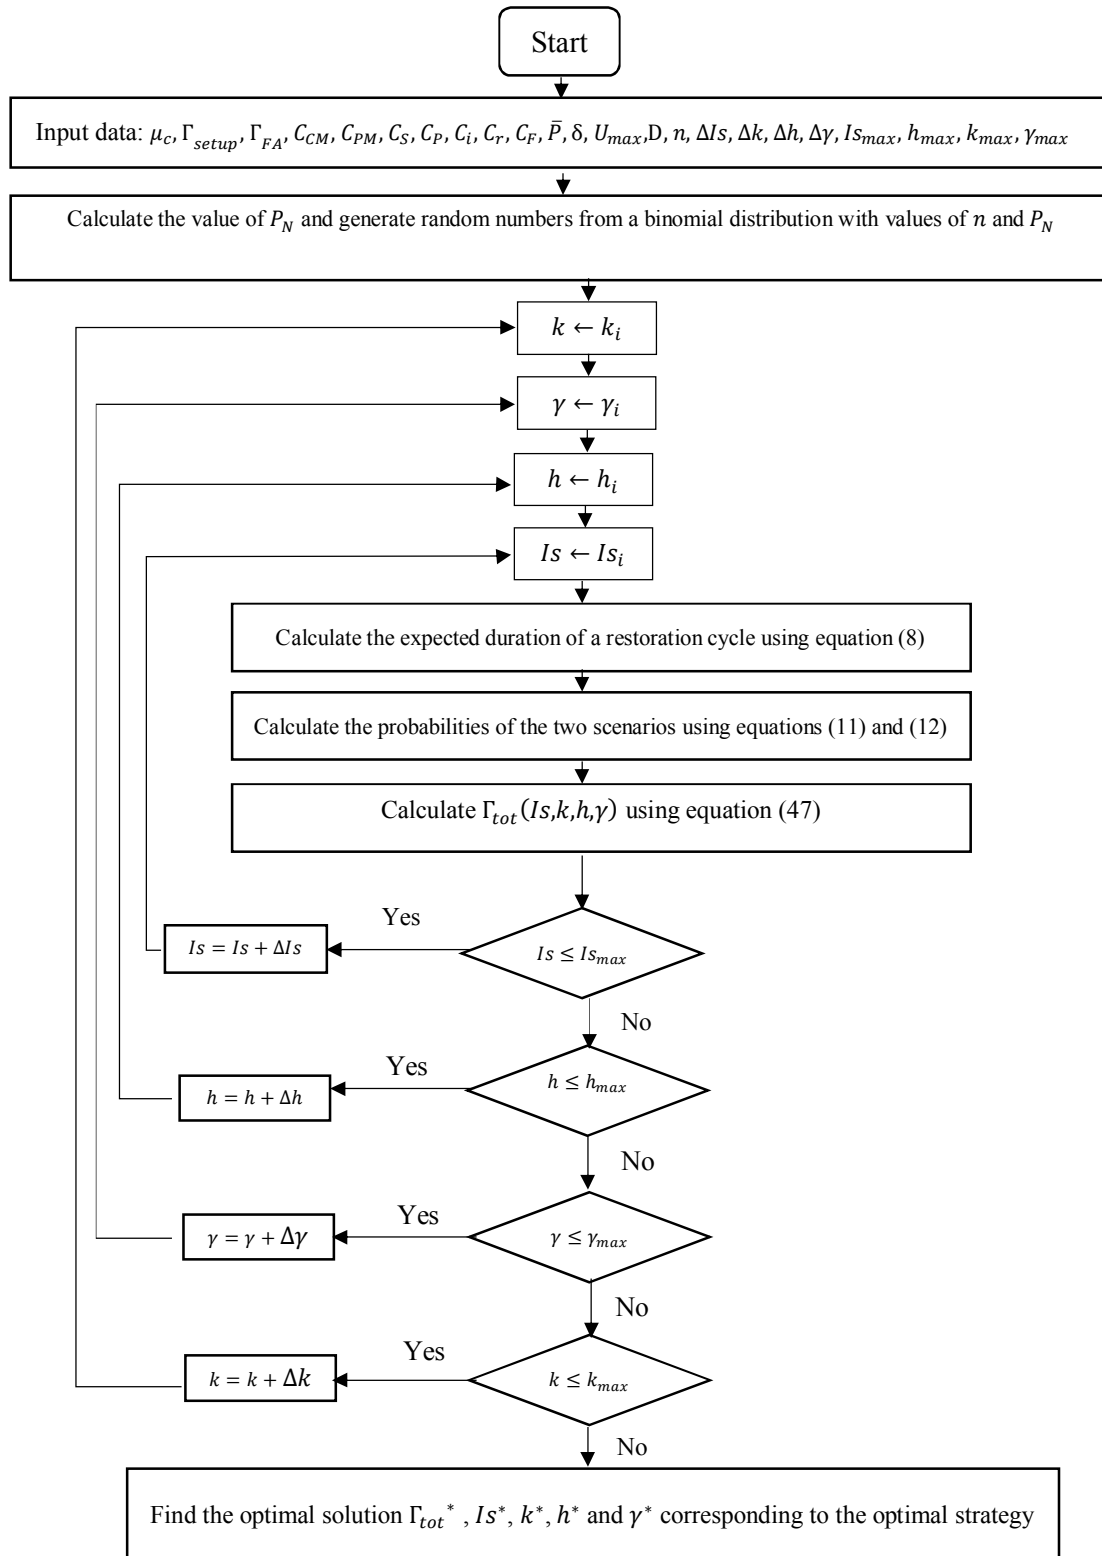 Start
Input data: μ_c, Γ_setup, Γ_FA, C_CM, C_PM, C_S, C_P, C_i, C_r, C_F, P̄, δ, U_max, D, n, ΔIs, Δk, Δh, Δγ, Is_max, h_max, k_max, γ_max
Calculate the value of P_N and generate random numbers from a binomial distribution with values of n and P_N
k ← k_i
γ ← γ_i
h ← h_i
Is ← Is_i
Calculate the expected duration of a restoration cycle using equation (8)
Calculate the probabilities of the two scenarios using equations (11) and (12)
Calculate Γ_tot(Is,k,h,γ) using equation (47)
Yes
Is = Is + ΔIs
Is ≤ Is_max
No
Yes
h = h + Δh
h ≤ h_max
No
Yes
γ = γ + Δγ
γ ≤ γ_max
No
Yes
k = k + Δk
k ≤ k_max
No
Find the optimal solution Γ_tot* , Is*, k*, h* and γ* corresponding to the optimal strategy